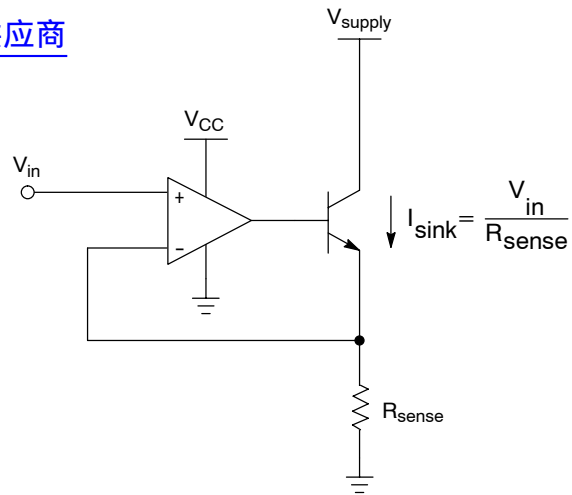 应商
V_supply
V_CC
V_in
+
−
I_sink = V_in / R_sense
R_sense